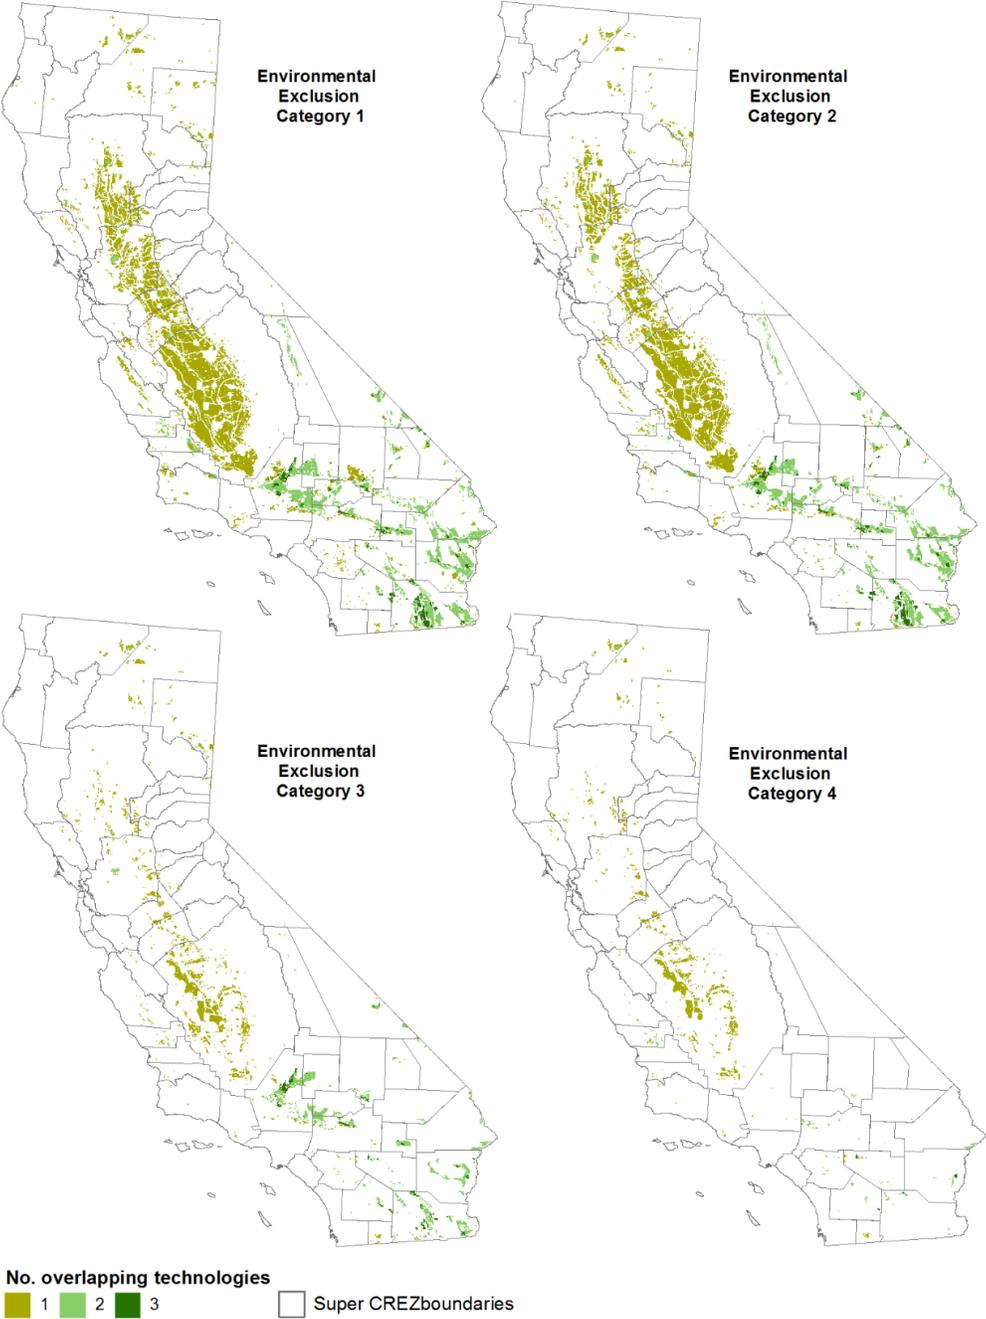 Environmental
Exclusion
Category 1
Environmental
Exclusion
Category 2
Environmental
Exclusion
Category 3
Environmental
Exclusion
Category 4
No. overlapping technologies
1 2 3 Super CREZboundaries